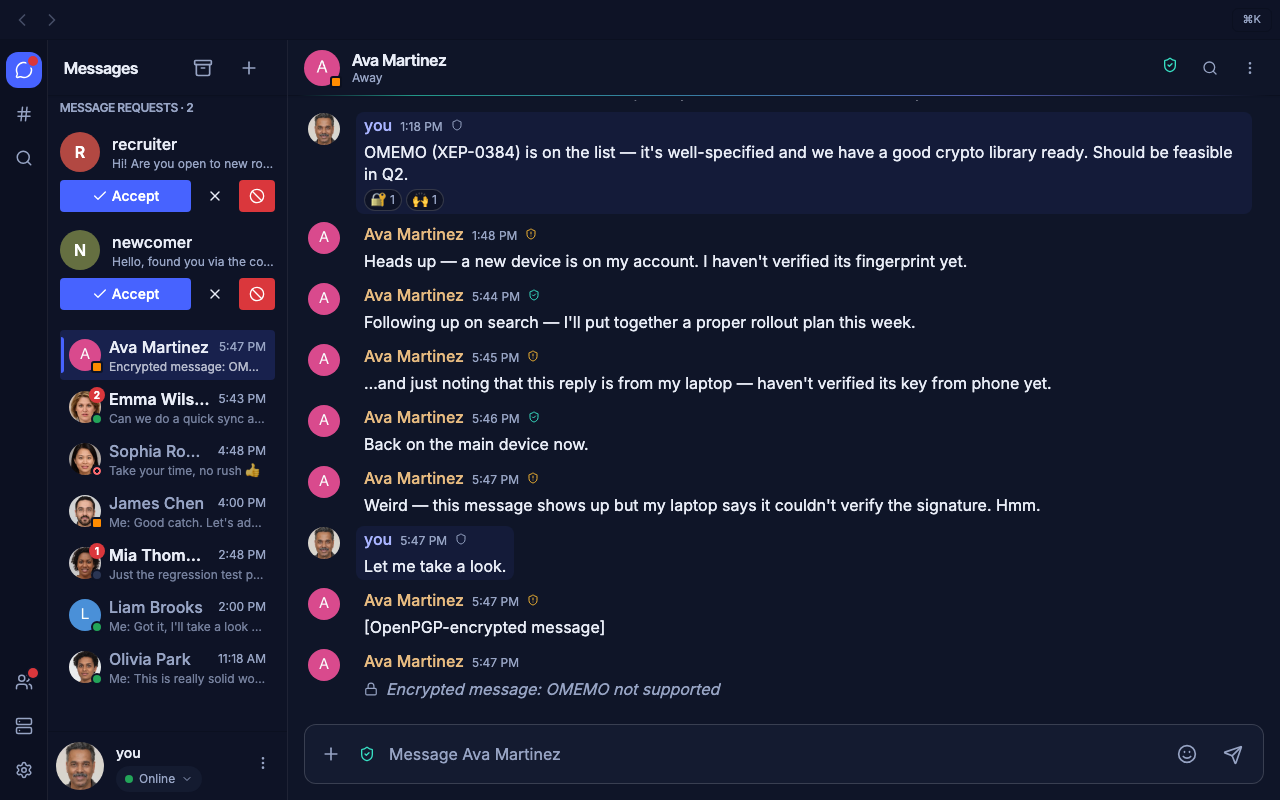 ⌘K
Messages
MESSAGE REQUESTS · 2
R
recruiter
Hi! Are you open to new ro...
Accept
N
newcomer
Hello, found you via the co...
Accept
A
Ava Martinez 5:47 PM
Encrypted message: OM...
2
Emma Wils... 5:43 PM
Can we do a quick sync a...
Sophia Ro... 4:48 PM
Take your time, no rush 👍
James Chen 4:00 PM
Me: Good catch. Let's ad...
1
Mia Thom... 2:48 PM
Just the regression test p...
L
Liam Brooks 2:00 PM
Me: Got it, I'll take a look ...
Olivia Park 11:18 AM
Me: This is really solid wo...
you
Online
A
Ava Martinez
Away
you 1:18 PM
OMEMO (XEP-0384) is on the list — it's well-specified and we have a good crypto library ready. Should be feasible
in Q2.
🔐 1 🙌 1
A
Ava Martinez 1:48 PM
Heads up — a new device is on my account. I haven't verified its fingerprint yet.
A
Ava Martinez 5:44 PM
Following up on search — I'll put together a proper rollout plan this week.
A
Ava Martinez 5:45 PM
...and just noting that this reply is from my laptop — haven't verified its key from phone yet.
A
Ava Martinez 5:46 PM
Back on the main device now.
A
Ava Martinez 5:47 PM
Weird — this message shows up but my laptop says it couldn't verify the signature. Hmm.
you 5:47 PM
Let me take a look.
A
Ava Martinez 5:47 PM
[OpenPGP-encrypted message]
A
Ava Martinez 5:47 PM
Encrypted message: OMEMO not supported
Message Ava Martinez